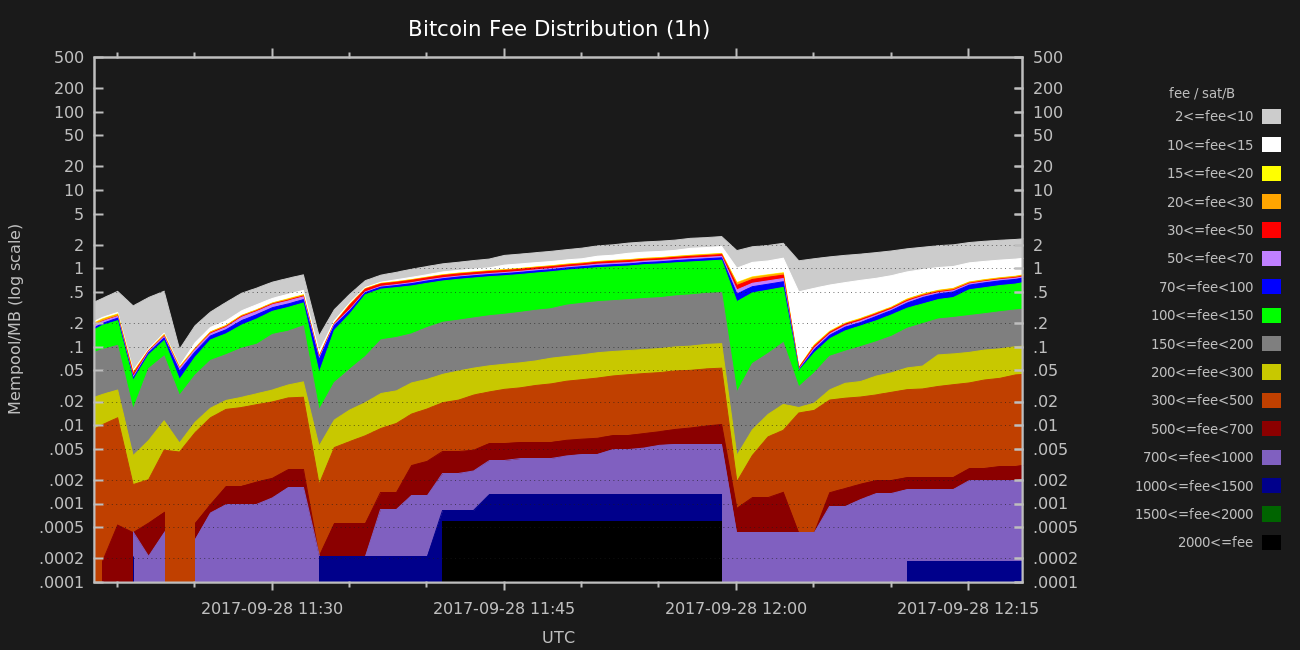 Bitcoin Fee Distribution (1h)
500 500
200 200
100 100
50 50
20 20
10 10
5 5
2 2
1 1
.5 .5
.2 .2
.1 .1
.05 .05
.02 .02
.01 .01
.005 .005
.002 .002
.001 .001
.0005 .0005
.0002 .0002
.0001 .0001
Mempool/MB (log scale)
2017-09-28 11:30 2017-09-28 11:45 2017-09-28 12:00 2017-09-28 12:15
UTC
fee / sat/B
2<=fee<10
10<=fee<15
15<=fee<20
20<=fee<30
30<=fee<50
50<=fee<70
70<=fee<100
100<=fee<150
150<=fee<200
200<=fee<300
300<=fee<500
500<=fee<700
700<=fee<1000
1000<=fee<1500
1500<=fee<2000
2000<=fee